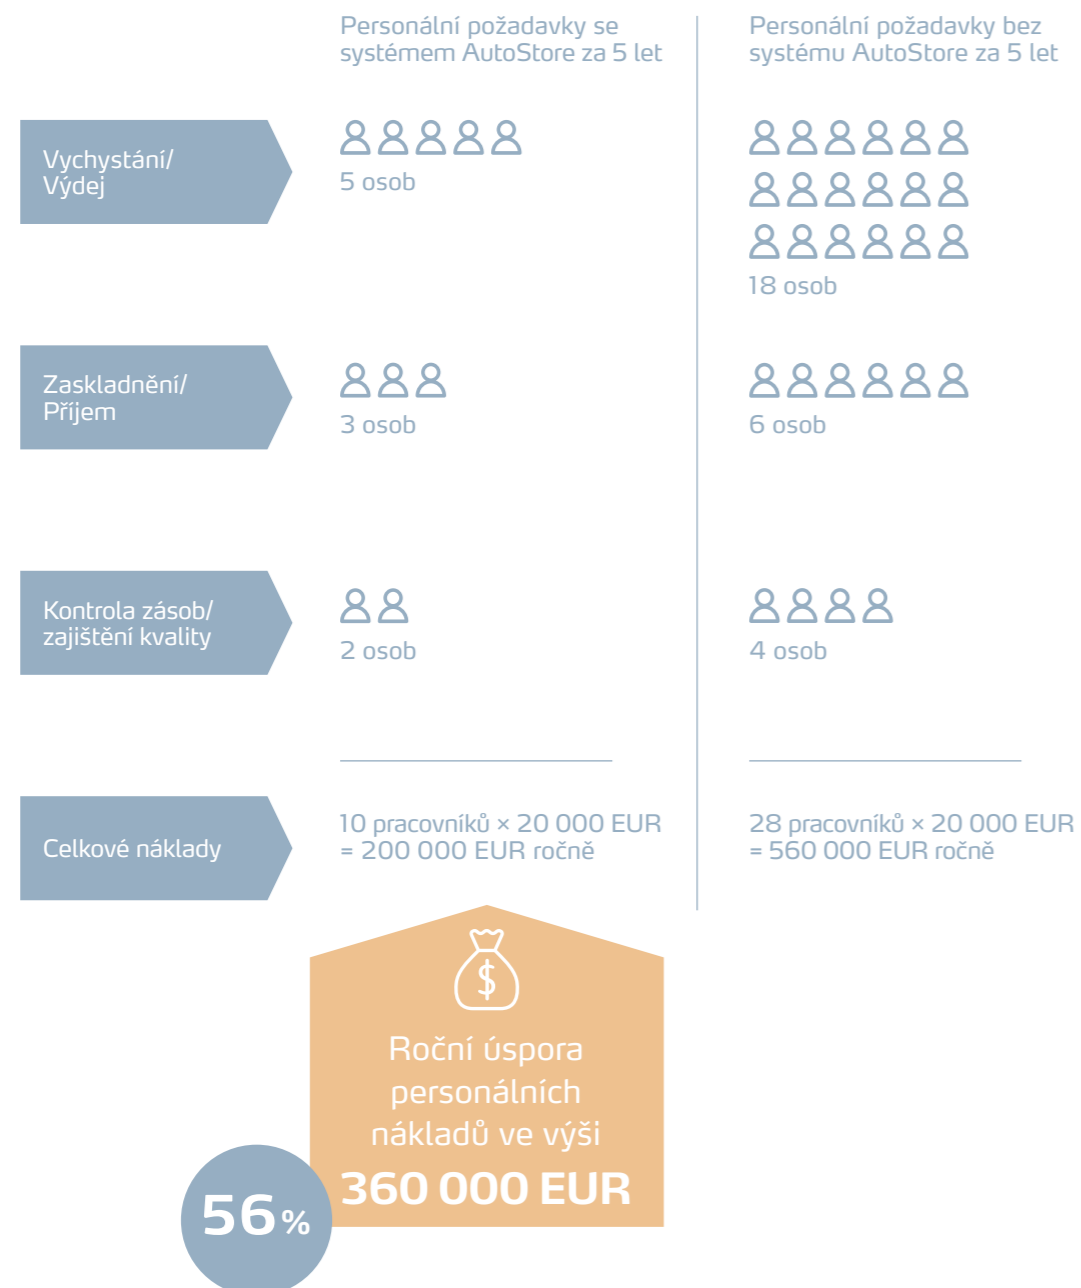 Personální požadavky se
systémem AutoStore za 5 let
Personální požadavky bez
systému AutoStore za 5 let
Vychystání/
Výdej
5 osob
18 osob
Zaskladnění/
Příjem
3 osob
6 osob
Kontrola zásob/
zajištění kvality
2 osob
4 osob
Celkové náklady
10 pracovníků × 20 000 EUR
= 200 000 EUR ročně
28 pracovníků × 20 000 EUR
= 560 000 EUR ročně
$
Roční úspora
personálních
nákladů ve výši
360 000 EUR
56 %